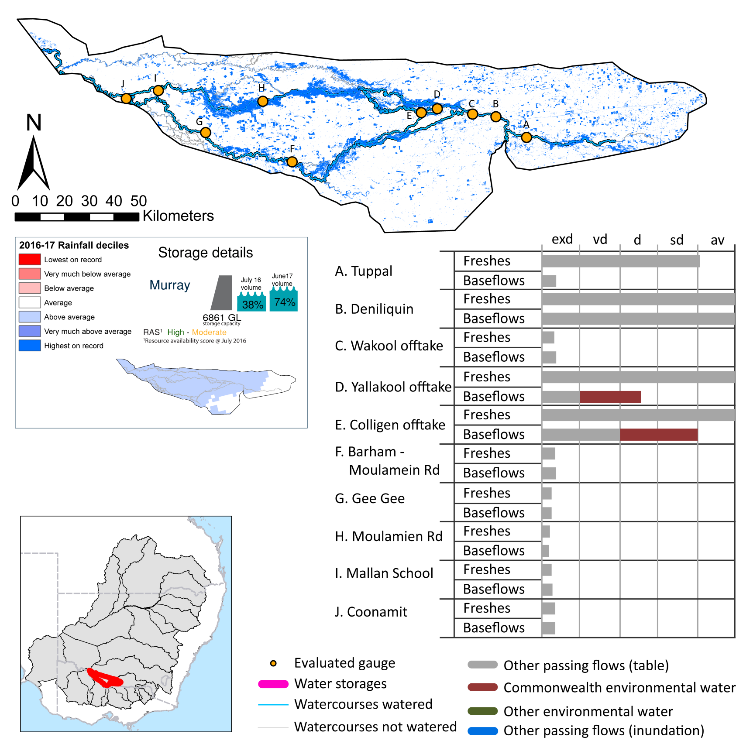 J
I
H
D
C
B
E
G
A
F
N
0 10 20 30 40 50
Kilometers
2016-17 Rainfall deciles
Lowest on record
Very much below average
Below average
Average
Above average
Very much above average
Highest on record
Storage details
Murray
July 16
volume
June17
volume
38%
74%
6861 GL
storage capacity
RAS¹ High - Moderate
¹Resource availability score @ July 2016
exd vd d sd av
A. Tuppal
Freshes
Baseflows
B. Deniliquin
Freshes
Baseflows
C. Wakool offtake
Freshes
Baseflows
D. Yallakool offtake
Freshes
Baseflows
E. Colligen offtake
Freshes
Baseflows
F. Barham -
Moulamein Rd
Freshes
Baseflows
G. Gee Gee
Freshes
Baseflows
H. Moulamien Rd
Freshes
Baseflows
I. Mallan School
Freshes
Baseflows
J. Coonamit
Freshes
Baseflows
Evaluated gauge
Water storages
Watercourses watered
Watercourses not watered
Other passing flows (table)
Commonwealth environmental water
Other environmental water
Other passing flows (inundation)